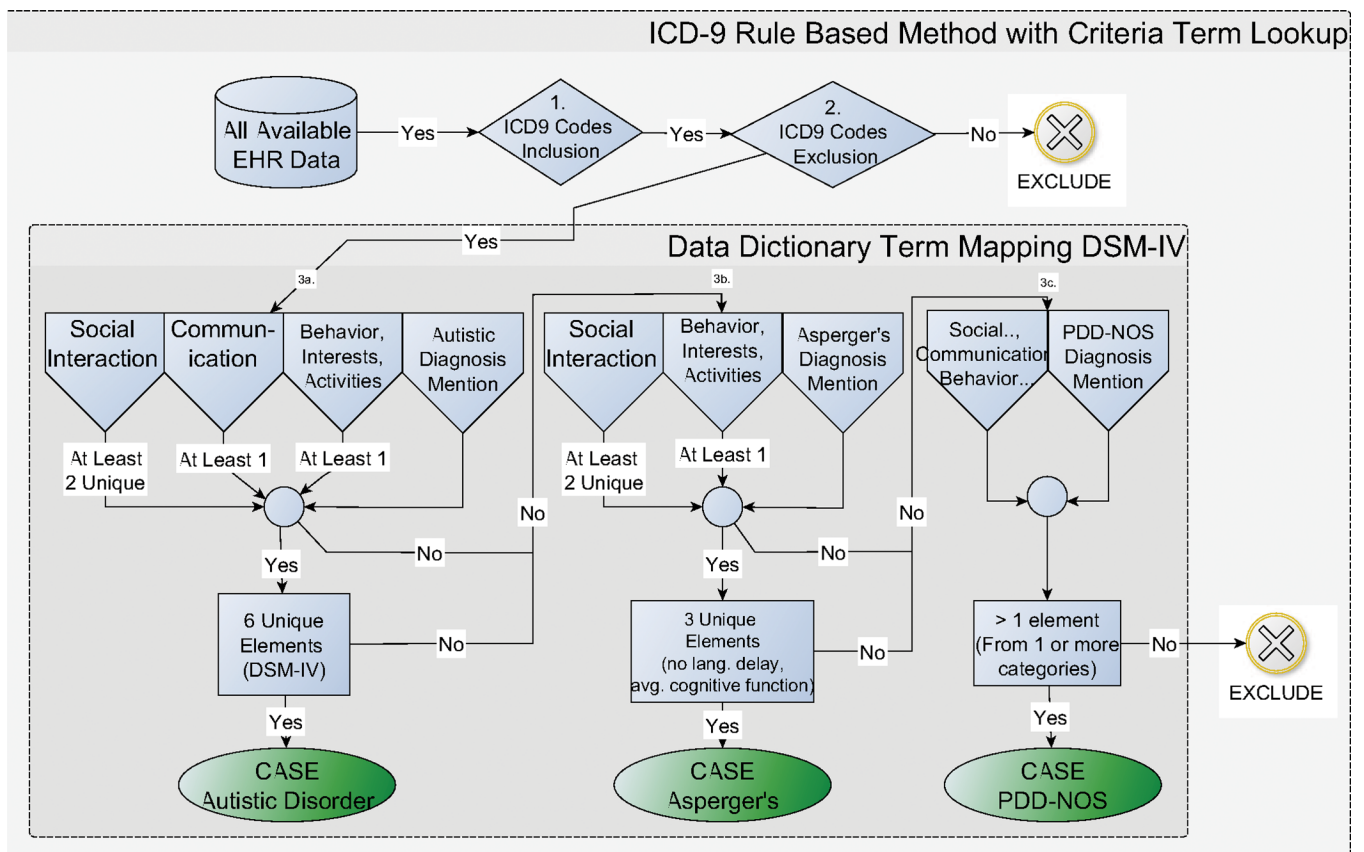 ICD-9 Rule Based Method with Criteria Term Lookup
All Available
EHR Data
Yes
1.
ICD9 Codes
Inclusion
Yes
2.
ICD9 Codes
Exclusion
No
EXCLUDE
Yes
Data Dictionary Term Mapping DSM-IV
3a.
3b.
3c.
Social
Interaction
Commun-
ication
Behavior,
Interests,
Activities
Autistic
Diagnosis
Mention
Social
Interaction
Behavior,
Interests,
Activities
Asperger's
Diagnosis
Mention
Social..,
Communication
Behavior...
PDD-NOS
Diagnosis
Mention
At Least
2 Unique
At Least 1
At Least 1
At Least
2 Unique
At Least 1
No
No
No
No
Yes
Yes
6 Unique
Elements
(DSM-IV)
No
3 Unique
Elements
(no lang. delay,
avg. cognitive function)
No
> 1 element
(From 1 or more
categories)
No
EXCLUDE
Yes
Yes
Yes
CASE
Autistic Disorder
CASE
Asperger's
CASE
PDD-NOS